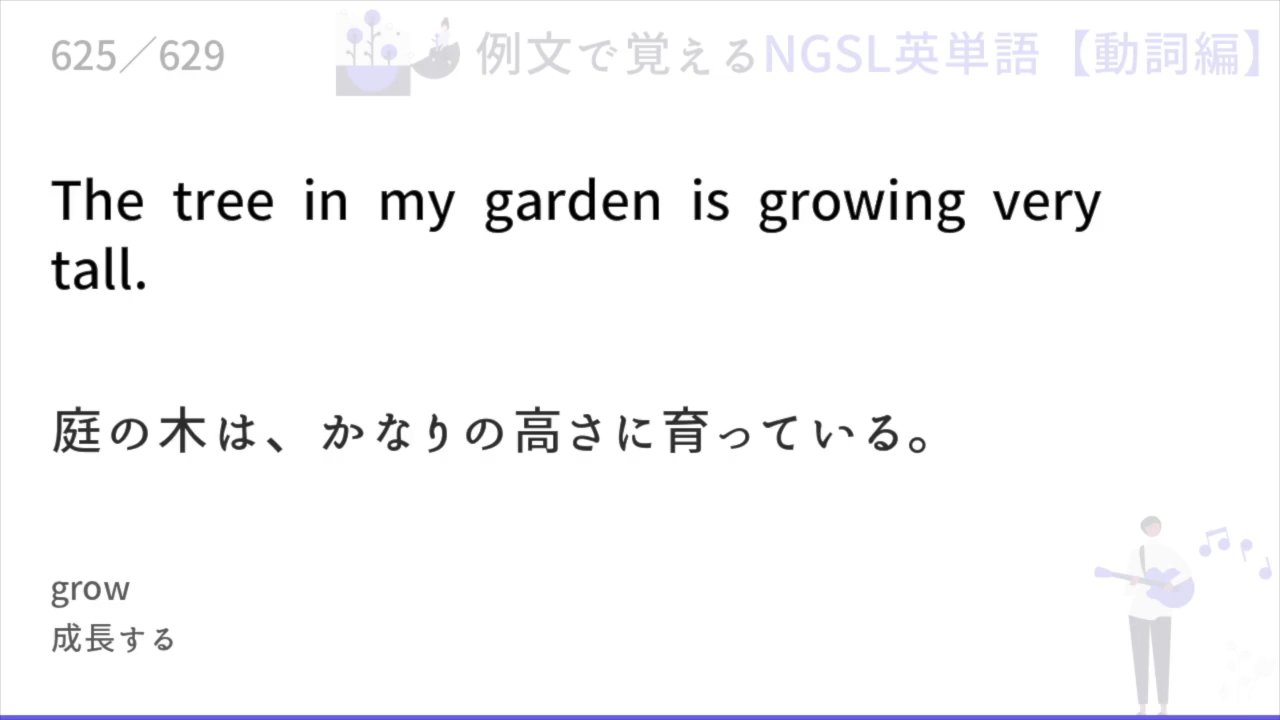 625／629
例文で覚えるNGSL英単語【動詞編】
The tree in my garden is growing very
tall.
庭の木は、かなりの高さに育っている。
grow
成長する